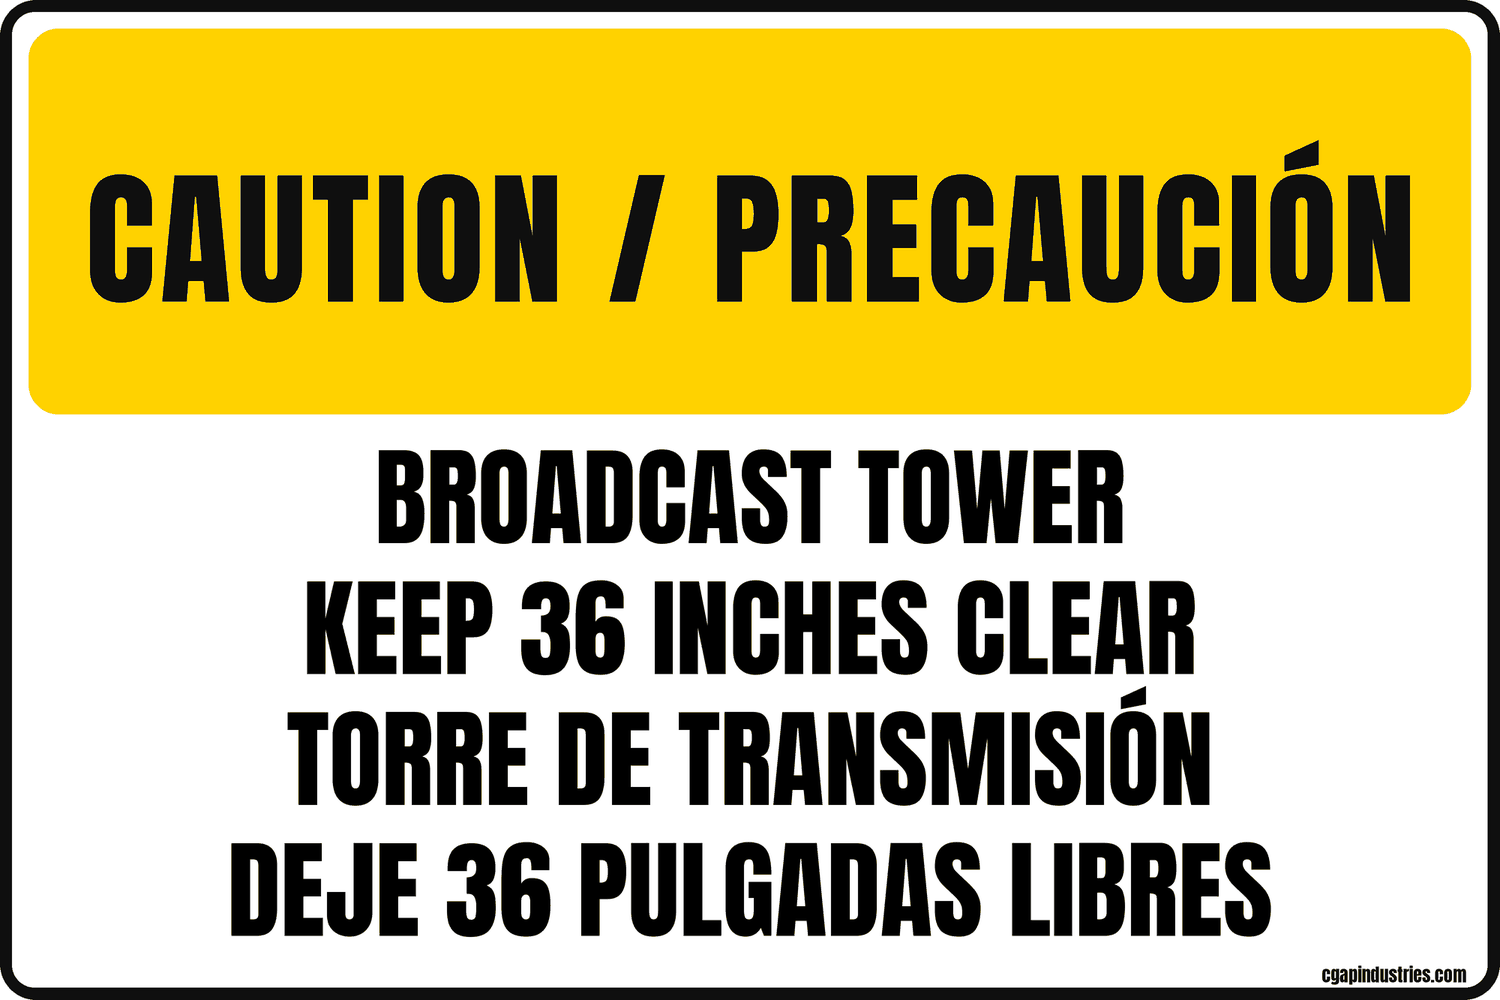 CAUTION / PRECAUCIÓN
BROADCAST TOWER
KEEP 36 INCHES CLEAR
TORRE DE TRANSMISIÓN
DEJE 36 PULGADAS LIBRES
cgapindustries.com